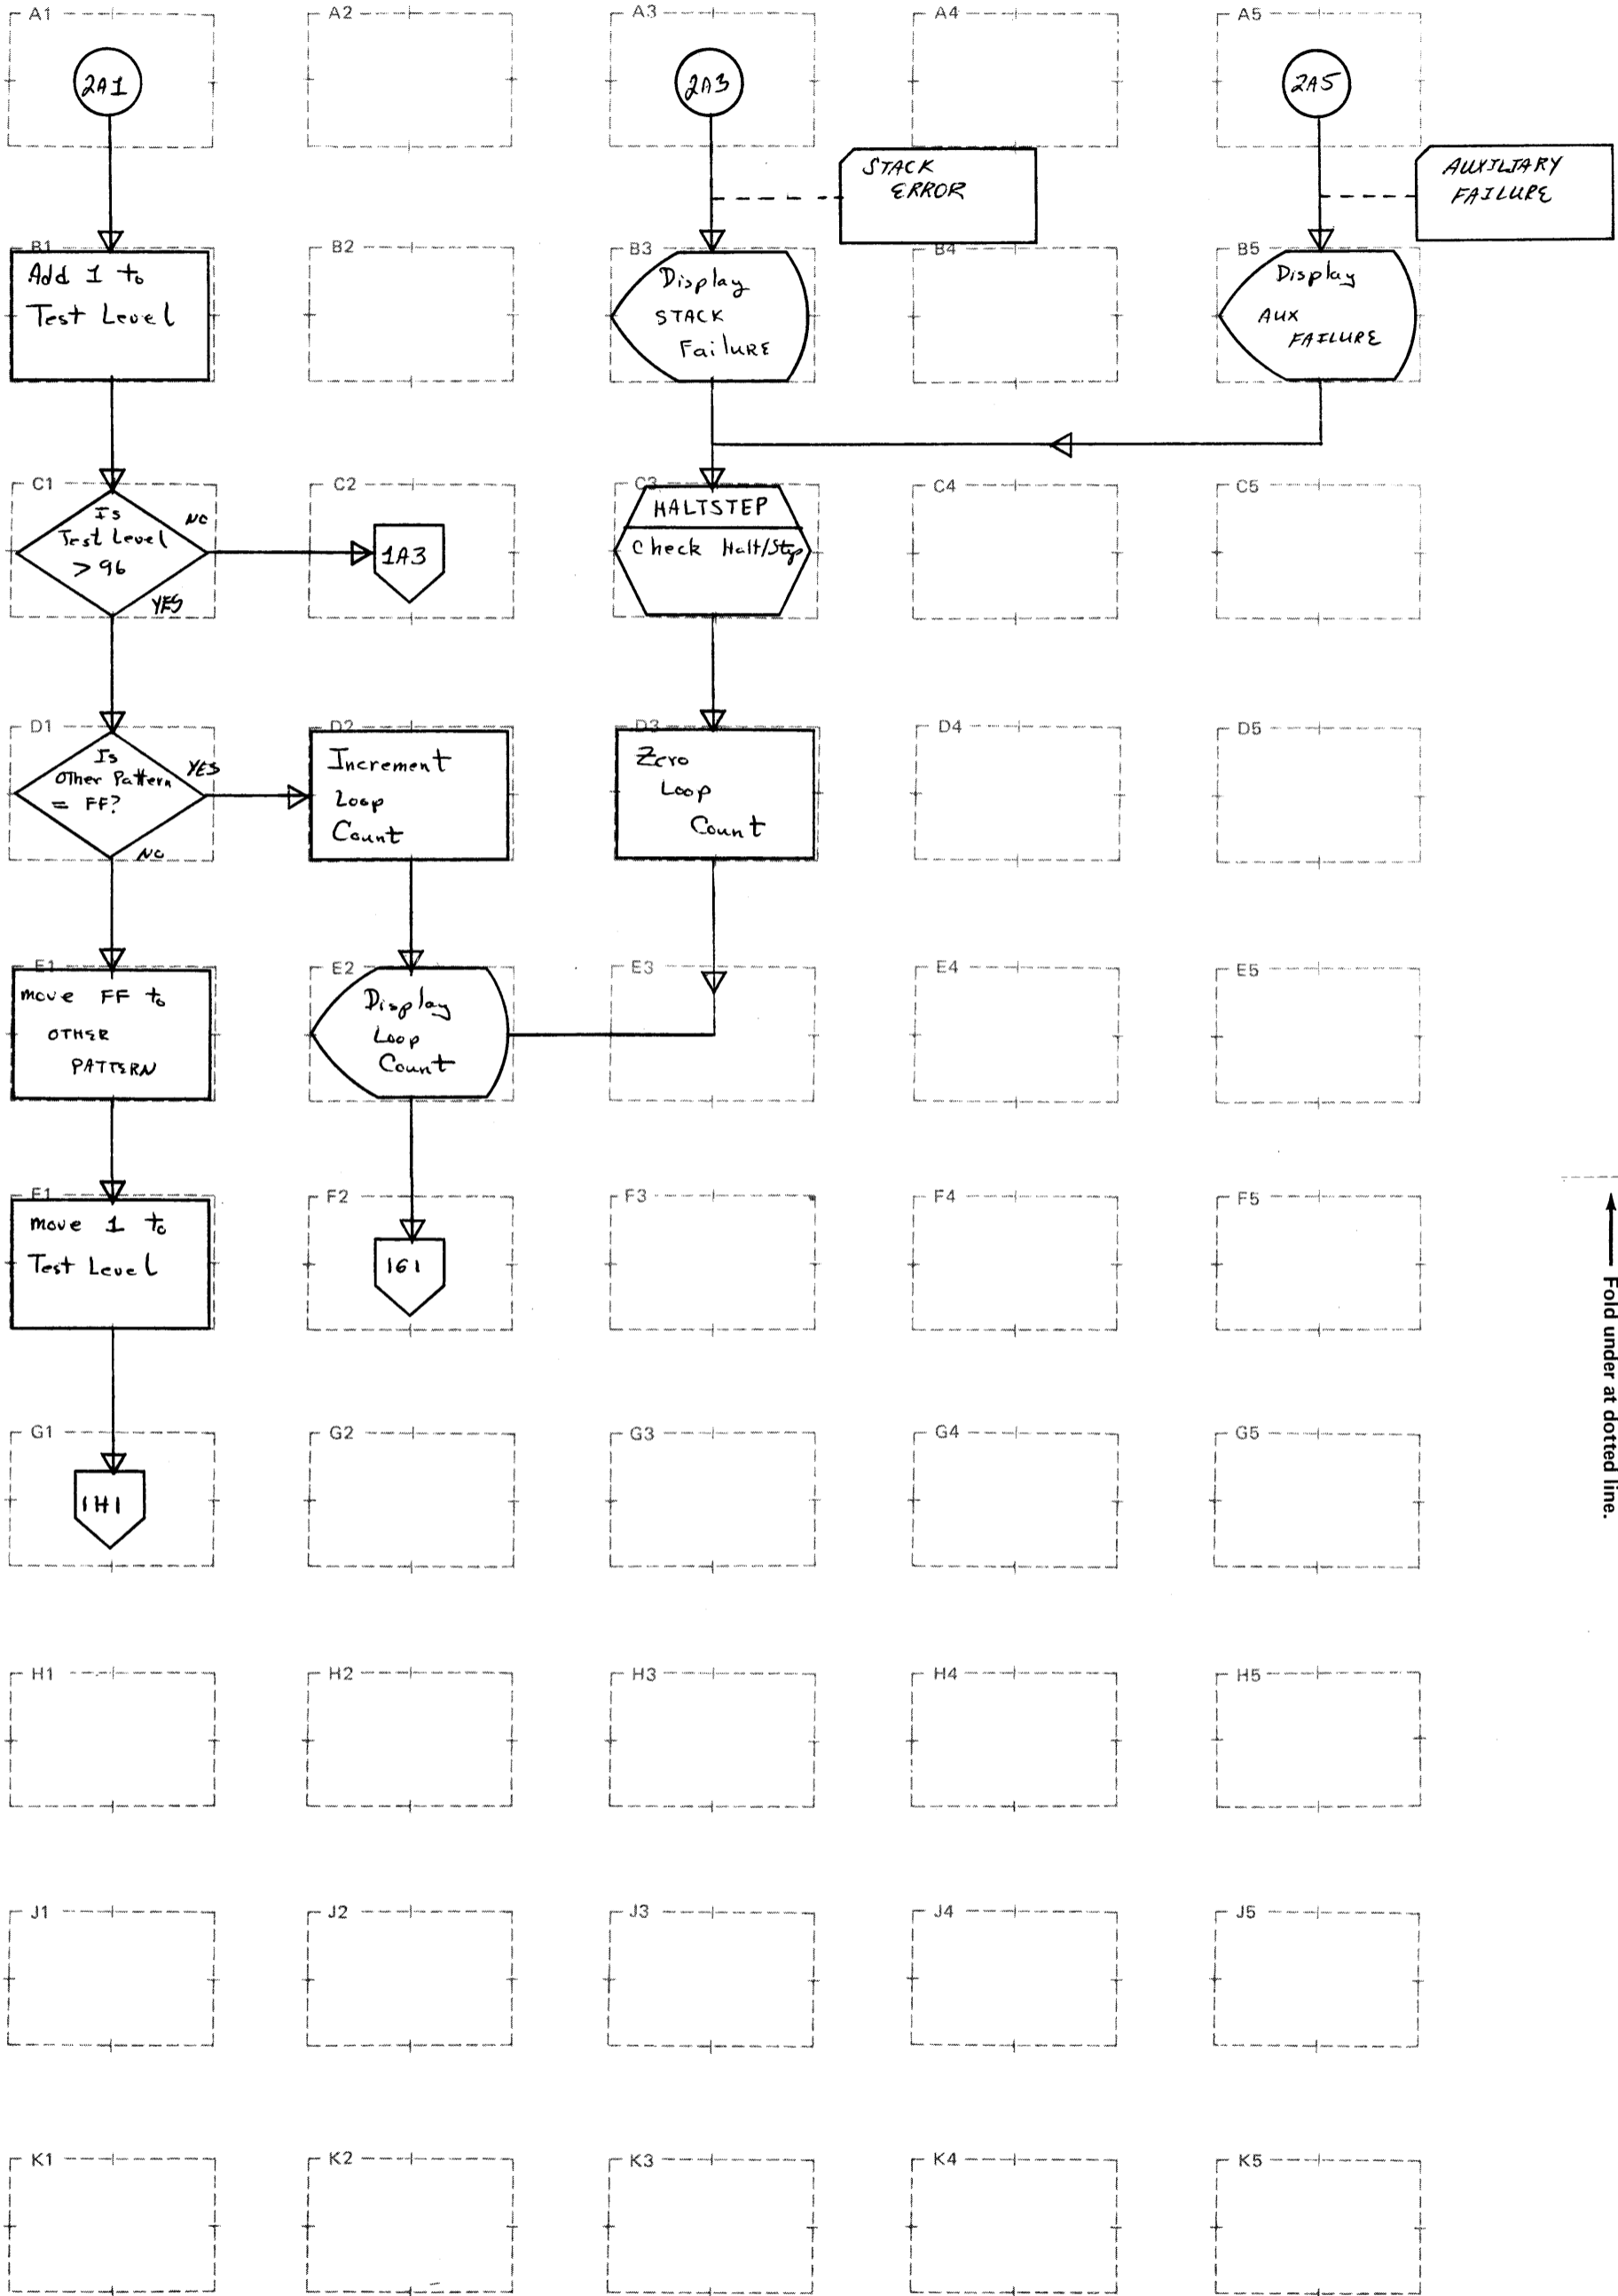 A1
A2
A3
A4
A5
2A1
2A3
2A5
STACK
ERROR
AUXILIARY
FAILURE
B1
B2
B3
B4
B5
Add 1 to
Test Level
Display
STACK
FailURE
Display
AUX
FAILURE
C1
C2
C3
C4
C5
Is
Test Level
> 96
NO
YES
1A3
HALTSTEP
Check Halt/Step
D1
D2
D3
D4
D5
Is
Other Pattern
= FF?
YES
NO
Increment
Loop
Count
Zero
Loop
Count
E1
E2
E3
E4
E5
move FF to
OTHER
PATTERN
Display
Loop
Count
F1
F2
F3
F4
F5
move 1 to
Test Level
1G1
Fold under at dotted line.
G1
G2
G3
G4
G5
1H1
H1
H2
H3
H4
H5
J1
J2
J3
J4
J5
K1
K2
K3
K4
K5